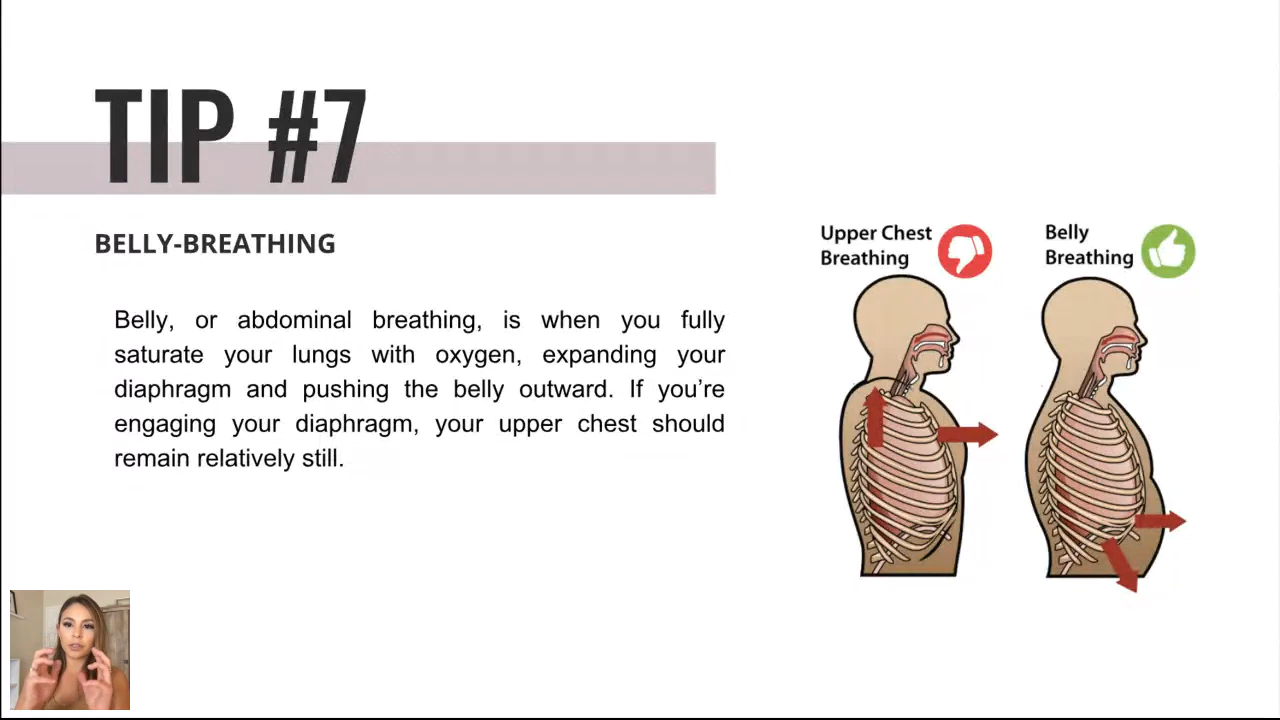 TIP #7
BELLY-BREATHING
Belly, or abdominal breathing, is when you fully
saturate your lungs with oxygen, expanding your
diaphragm and pushing the belly outward. If you’re
engaging your diaphragm, your upper chest should
remain relatively still.
Upper Chest
Breathing
Belly
Breathing